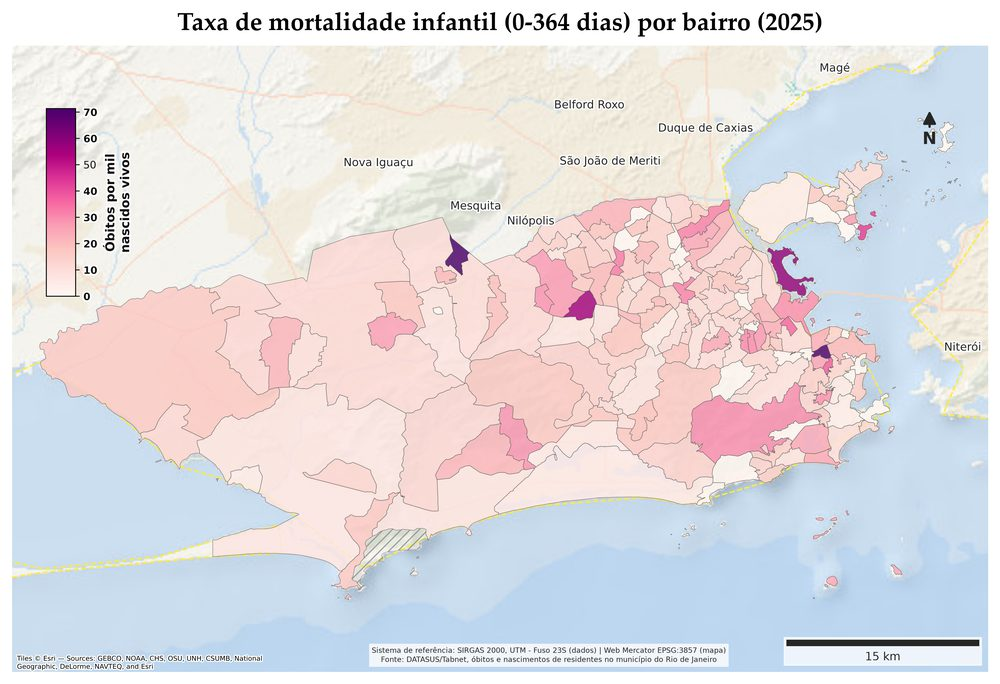 Taxa de mortalidade infantil (0-364 dias) por bairro (2025)
Magé
Belford Roxo
Duque de Caxias
N
Nova Iguaçu
São João de Meriti
Mesquita
Nilópolis
Niterói
70
60
50
40
30
20
10
0
Óbitos por mil
nascidos vivos
15 km
Tiles © Esri — Sources: GEBCO, NOAA, CHS, OSU, UNH, CSUMB, National
Geographic, DeLorme, NAVTEQ, and Esri
Sistema de referência: SIRGAS 2000, UTM - Fuso 23S (dados) | Web Mercator EPSG:3857 (mapa)
Fonte: DATASUS/Tabnet, óbitos e nascimentos de residentes no município do Rio de Janeiro